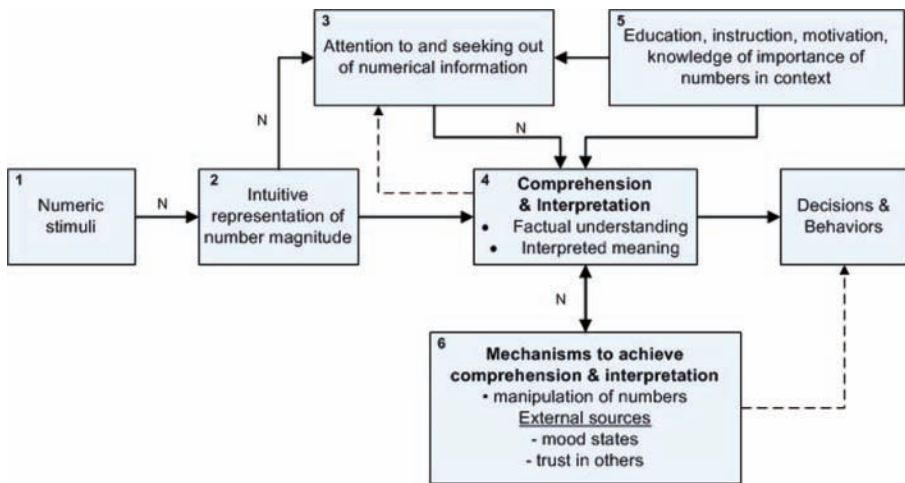 3
Attention to and seeking out
of numerical information
5
Education, instruction, motivation,
knowledge of importance of
numbers in context
N
N
1
Numeric
stimuli
N
2
Intuitive
representation of
number magnitude
4
Comprehension
& Interpretation
• Factual understanding
• Interpreted meaning
Decisions &
Behaviors
N
6
Mechanisms to achieve
comprehension & interpretation
• manipulation of numbers
External sources
- mood states
- trust in others